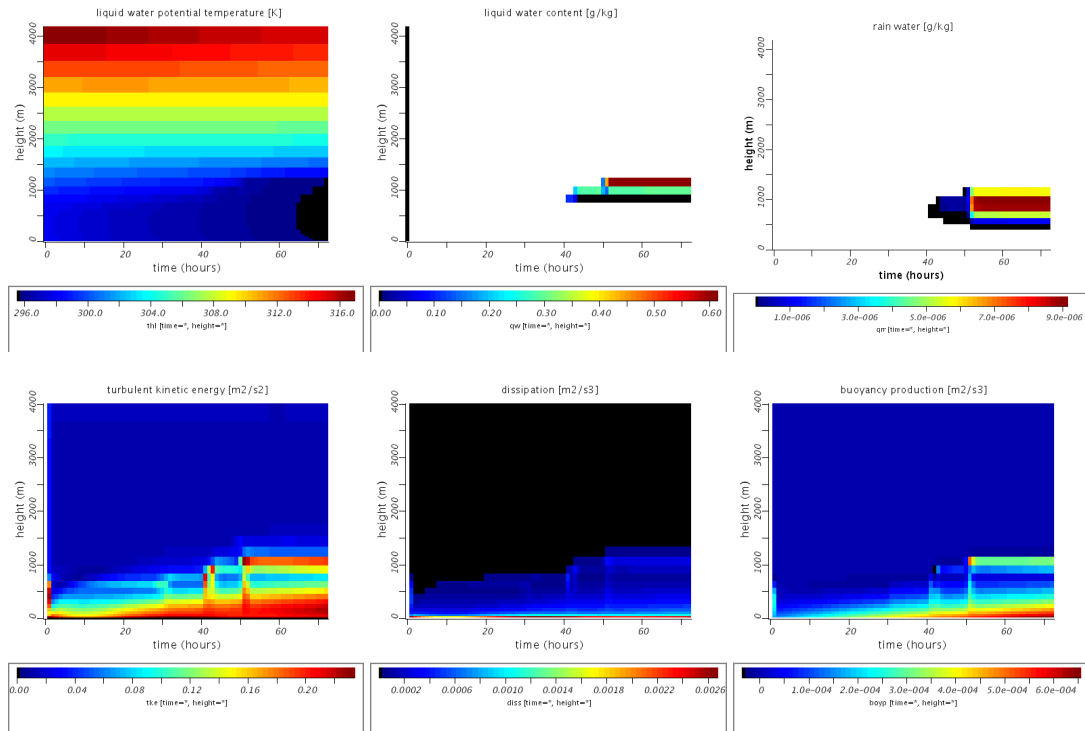 liquid water potential temperature [K]
4000
3000
2000
1000
0
height (m)
20
40
60
time (hours)
296.0 300.0 304.0 308.0 312.0 316.0
thl [time=*, height=*]
liquid water content [g/kg]
4000
3000
2000
1000
0
height (m)
20
40
60
time (hours)
0.00 0.10 0.20 0.30 0.40 0.50 0.60
qw [time=*, height=*]
rain water [g/kg]
4000
3000
2000
1000
0
height (m)
20
40
60
time (hours)
1.0e-006 3.0e-006 5.0e-006 7.0e-006 9.0e-006
qrr [time=*, height=*]
turbulent kinetic energy [m2/s2]
4000
3000
2000
1000
0
height (m)
0
20
40
60
time (hours)
0.00 0.04 0.08 0.12 0.16 0.20
tke [time=*, height=*]
dissipation [m2/s3]
4000
3000
2000
1000
0
height (m)
0
20
40
60
time (hours)
0.0002 0.0006 0.0010 0.0014 0.0018 0.0022 0.0026
diss [time=*, height=*]
buoyancy production [m2/s3]
4000
3000
2000
1000
0
height (m)
0
20
40
60
time (hours)
0 1.0e-004 2.0e-004 3.0e-004 4.0e-004 5.0e-004 6.0e-004
boyp [time=*, height=*]